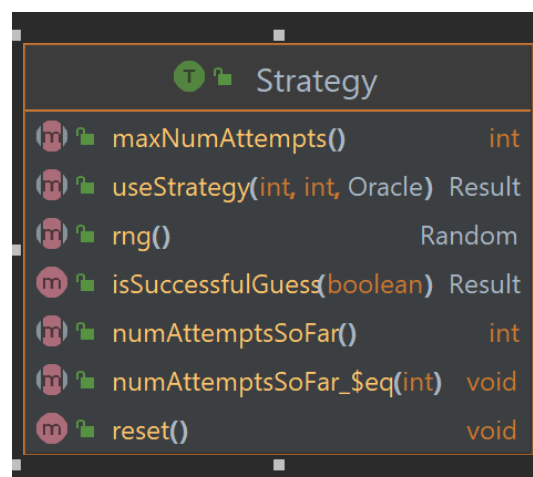 T Strategy
m maxNumAttempts() int
m useStrategy(int, int, Oracle) Result
m rng() Random
m isSuccessfulGuess(boolean) Result
m numAttemptsSoFar() int
m numAttemptsSoFar_$eq(int) void
m reset() void